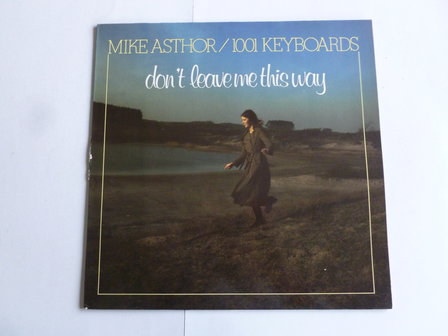 MIKE ASTHOR/1001 KEYBOARDS
don't leave me this way